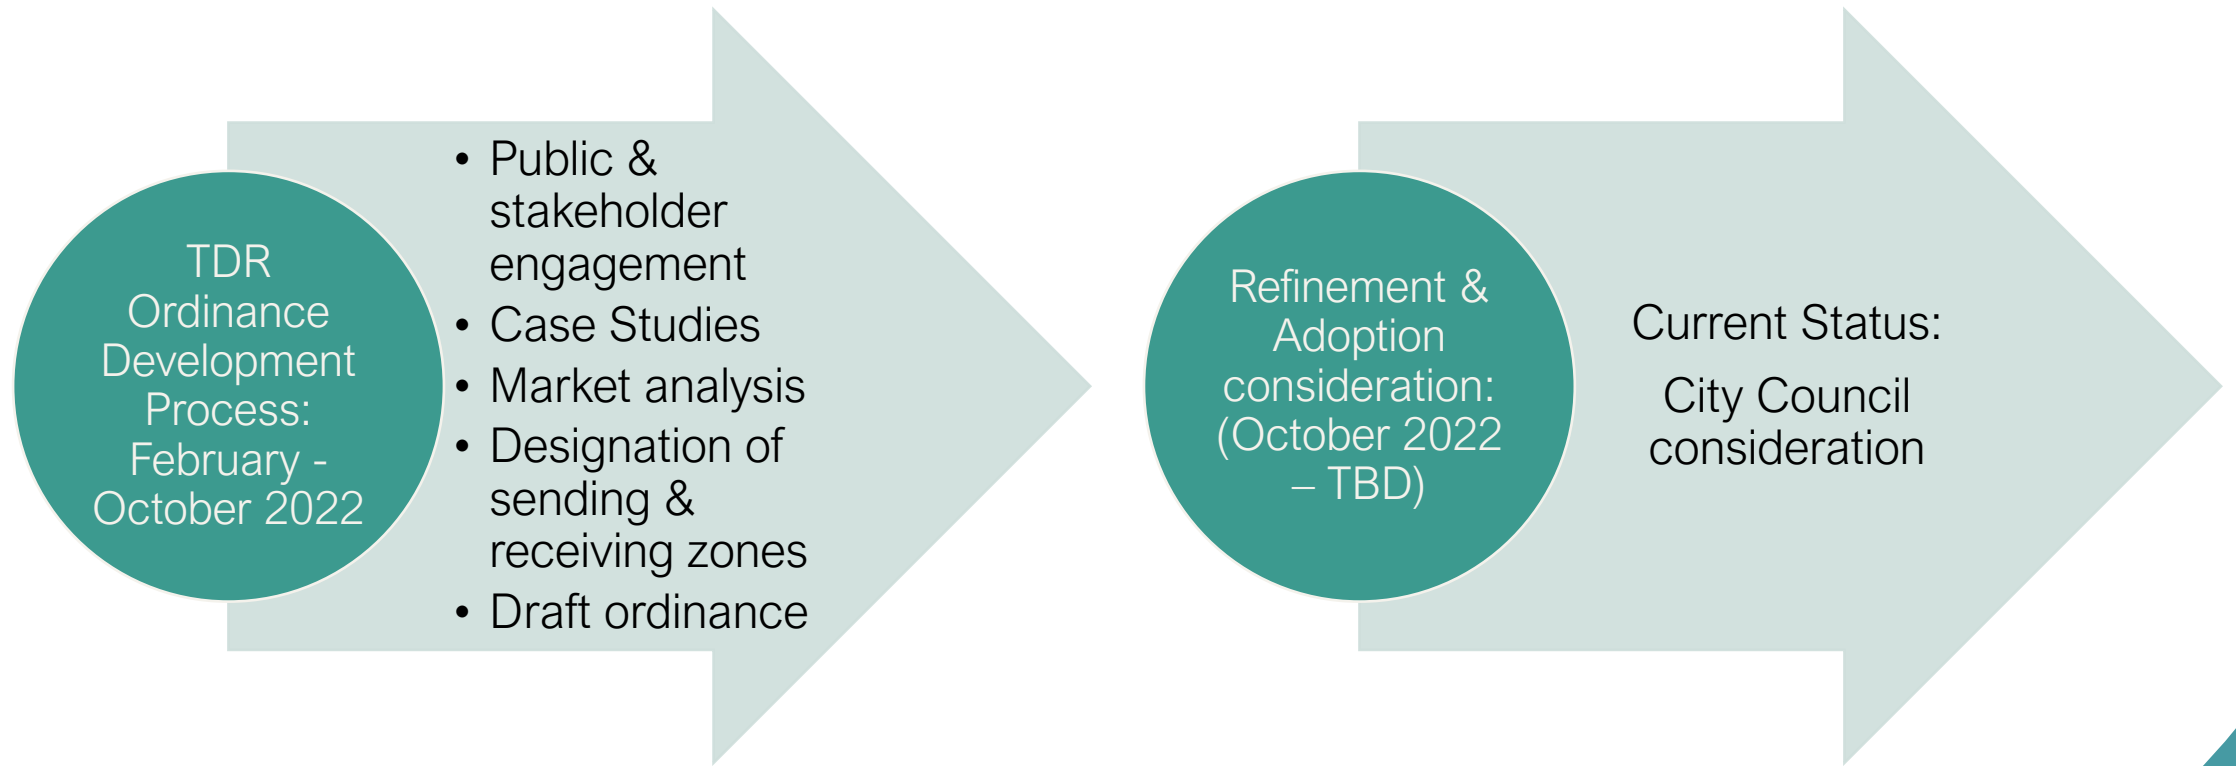 TDR
Ordinance
Development
Process:
February -
October 2022
• Public &
stakeholder
engagement
• Case Studies
• Market analysis
• Designation of
sending &
receiving zones
• Draft ordinance
Refinement &
Adoption
consideration:
(October 2022
– TBD)
Current Status:
City Council
consideration